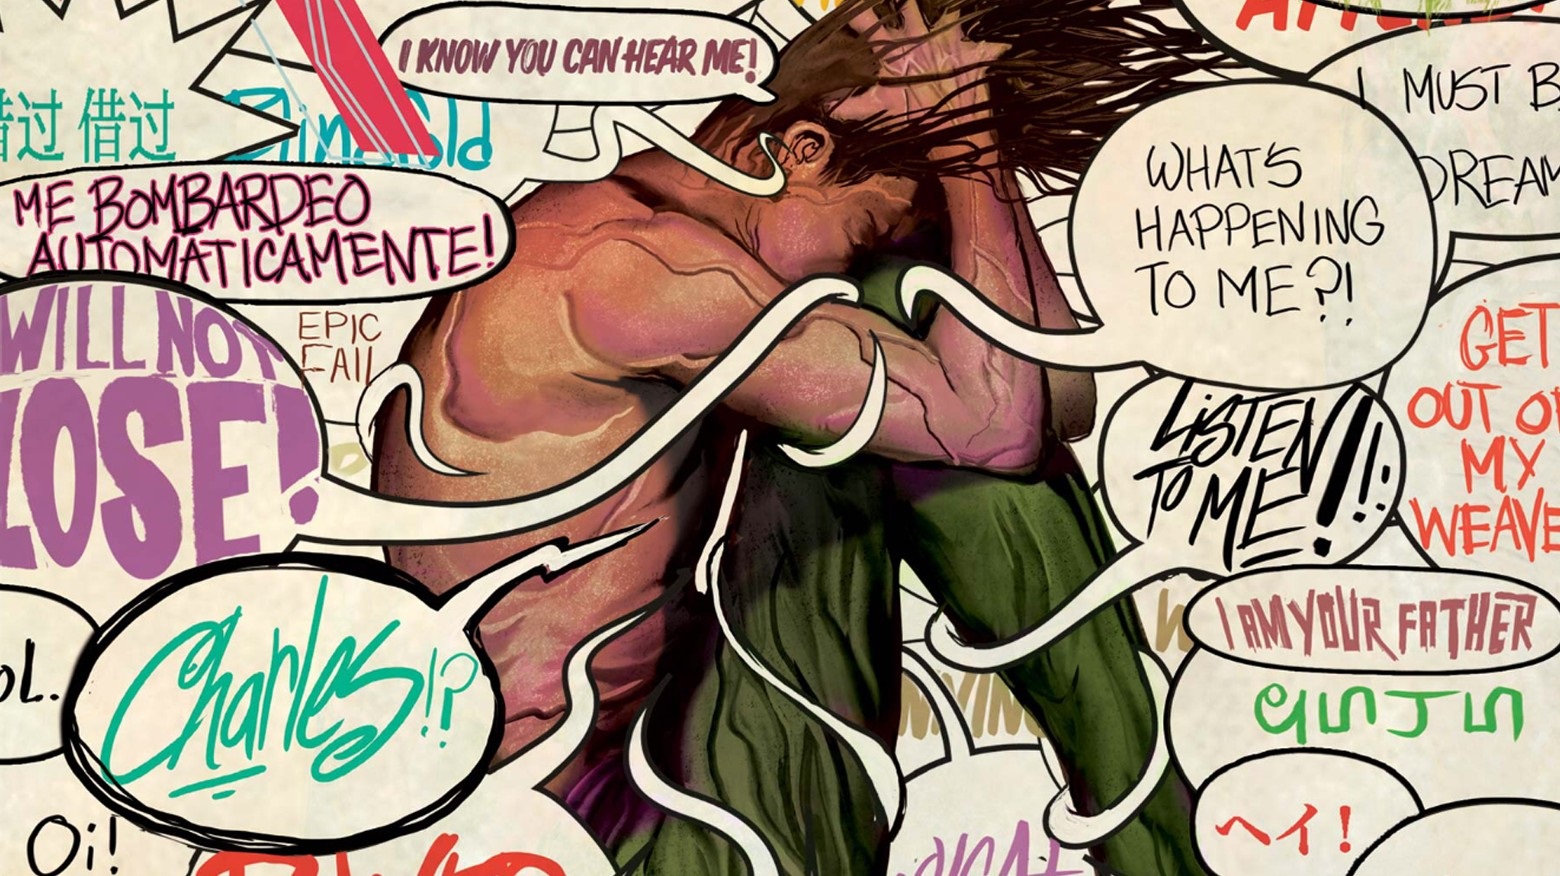 I KNOW YOU CAN HEAR ME!
借过 借过
ME BOMBARDEO
AUTOMATICAMENTE!
WILL NOT
LOSE!
EPIC
FAIL
Charles!?
OL.
Oi!
I MUST B
DREAM
WHAT'S
HAPPENING
TO ME?!
GET
OUT OF
MY
WEAVE
LiSTEN
TO ME!!!
I AM YOUR FATHER
ヘイ!